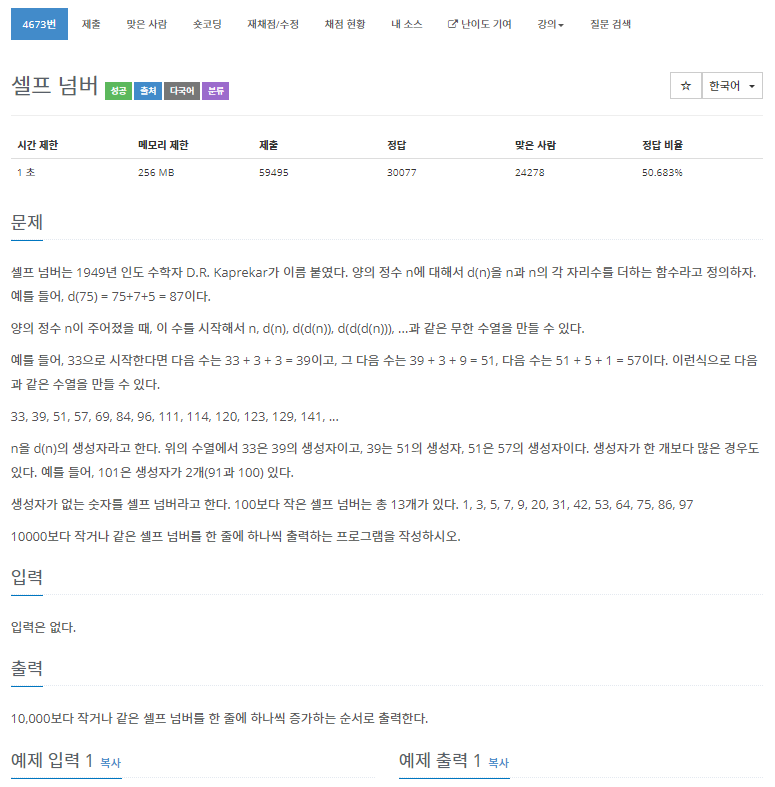 4673번 제출 맞은 사람 숏코딩 재채점/수정 채점 현황 내 소스 난이도 기여 강의 질문 검색
셀프 넘버 성공 출처 다국어 분류 ☆ 한국어
시간 제한 메모리 제한 제출 정답 맞은 사람 정답 비율
1 초 256 MB 59495 30077 24278 50.683%
문제
셀프 넘버는 1949년 인도 수학자 D.R. Kaprekar가 이름 붙였다. 양의 정수 n에 대해서 d(n)을 n과 n의 각 자리수를 더하는 함수라고 정의하자.
예를 들어, d(75) = 75+7+5 = 87이다.
양의 정수 n이 주어졌을 때, 이 수를 시작해서 n, d(n), d(d(n)), d(d(d(n))), ...과 같은 무한 수열을 만들 수 있다.
예를 들어, 33으로 시작한다면 다음 수는 33 + 3 + 3 = 39이고, 그 다음 수는 39 + 3 + 9 = 51, 다음 수는 51 + 5 + 1 = 57이다. 이런식으로 다음
과 같은 수열을 만들 수 있다.
33, 39, 51, 57, 69, 84, 96, 111, 114, 120, 123, 129, 141, ...
n을 d(n)의 생성자라고 한다. 위의 수열에서 33은 39의 생성자이고, 39는 51의 생성자, 51은 57의 생성자이다. 생성자가 한 개보다 많은 경우도
있다. 예를 들어, 101은 생성자가 2개(91과 100) 있다.
생성자가 없는 숫자를 셀프 넘버라고 한다. 100보다 작은 셀프 넘버는 총 13개가 있다. 1, 3, 5, 7, 9, 20, 31, 42, 53, 64, 75, 86, 97
10000보다 작거나 같은 셀프 넘버를 한 줄에 하나씩 출력하는 프로그램을 작성하시오.
입력
입력은 없다.
출력
10,000보다 작거나 같은 셀프 넘버를 한 줄에 하나씩 증가하는 순서로 출력한다.
예제 입력 1 복사 예제 출력 1 복사